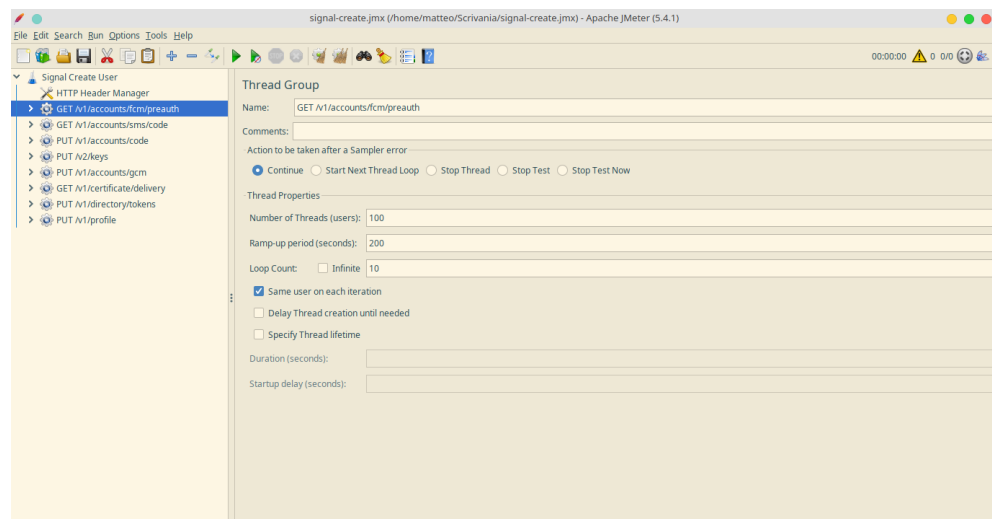 signal-create.jmx (/home/matteo/Scrivania/signal-create.jmx) - Apache JMeter (5.4.1)
File Edit Search Run Options Tools Help
00:00:00 0 0/0
Signal Create User
HTTP Header Manager
GET /v1/accounts/fcm/preauth
GET /v1/accounts/sms/code
PUT /v1/accounts/code
PUT /v2/keys
PUT /v1/accounts/gcm
GET /v1/certificate/delivery
PUT /v1/directory/tokens
PUT /v1/profile
Thread Group
Name: GET /v1/accounts/fcm/preauth
Comments:
Action to be taken after a Sampler error
Continue Start Next Thread Loop Stop Thread Stop Test Stop Test Now
Thread Properties
Number of Threads (users): 100
Ramp-up period (seconds): 200
Loop Count: Infinite 10
Same user on each iteration
Delay Thread creation until needed
Specify Thread lifetime
Duration (seconds):
Startup delay (seconds):